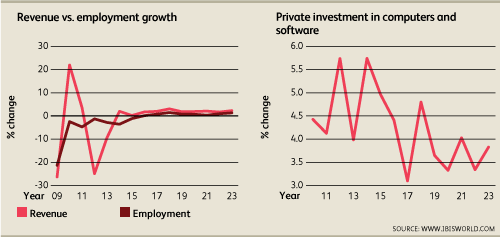 Revenue vs. employment growth
% change
30
20
10
-10
-20
-30
Year
09
11
13
15
17
19
21
23
Revenue
Employment
Private investment in computers and
software
% change
6.0
5.5
5.0
4.5
4.0
3.5
3.0
Year
11
13
15
17
19
21
23
SOURCE: WWW.IBISWORLD.COM